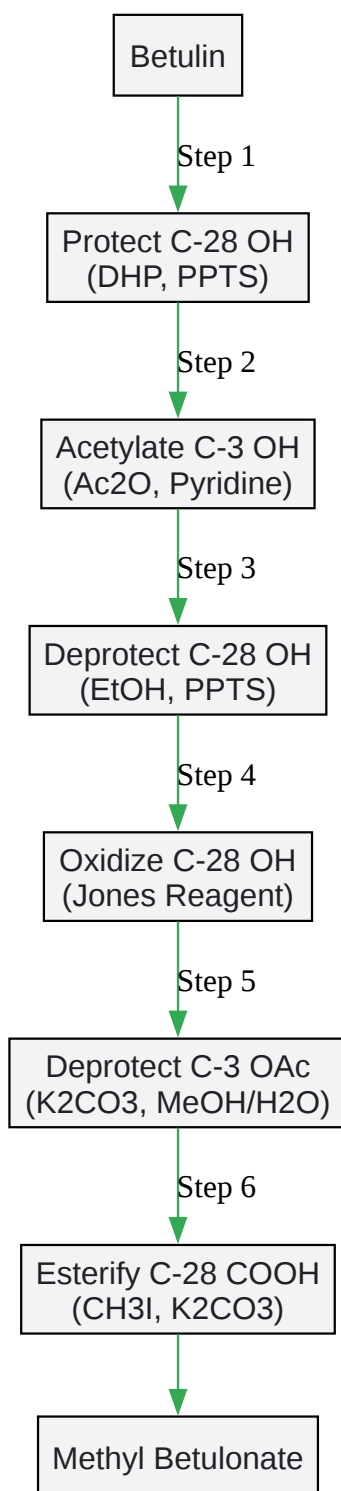 Betulin
Step 1
Protect C-28 OH
(DHP, PPTS)
Step 2
Acetylate C-3 OH
(Ac2O, Pyridine)
Step 3
Deprotect C-28 OH
(EtOH, PPTS)
Step 4
Oxidize C-28 OH
(Jones Reagent)
Step 5
Deprotect C-3 OAc
(K2CO3, MeOH/H2O)
Step 6
Esterify C-28 COOH
(CH3I, K2CO3)
Methyl Betulonate